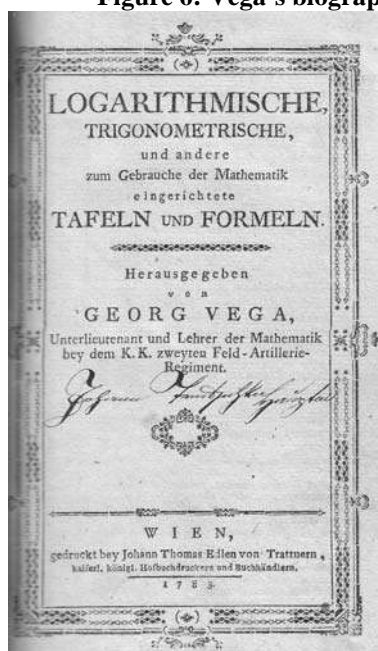 Figure 6. Vega's biograp
LOGARITHMISCHE,
TRIGONOMETRISCHE,
und andere
zum Gebrauche der Mathematik
eingerichtete
TAFELN UND FORMELN.
Herausgegeben
von
GEORG VEGA,
Unterlieutenant und Lehrer der Mathematik
bey dem K. K. zweyten Feld-Artillerie-
Regiment.
Johann
WIEN,
gedruckt bey Johann Thomas Edlen von Trattnern,
kaiserl. königl. Hofbuchdruckern und Buchhändlern.
1783.